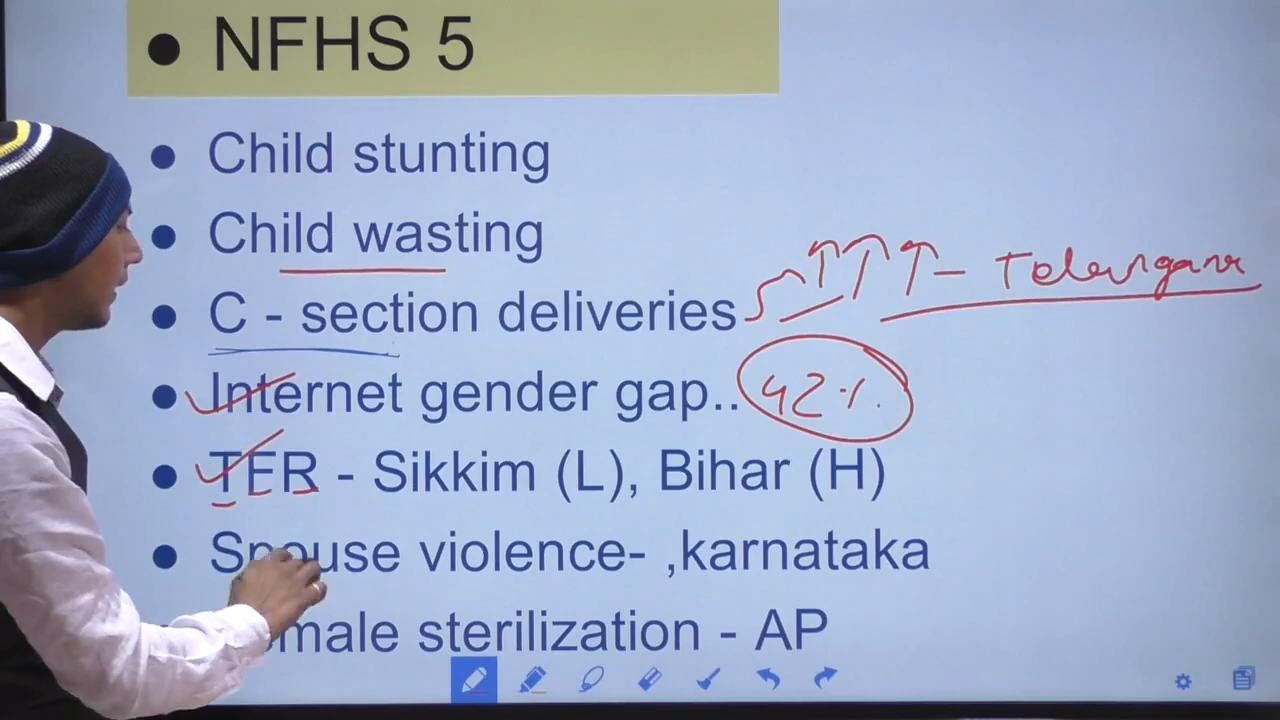 • NFHS 5
• Child stunting
• Child wasting
• C - section deliveries ↑↑↑ - Telangana
• Internet gender gap.. 42%.
• TER - Sikkim (L), Bihar (H)
• Spouse violence- ,karnataka
male sterilization - AP